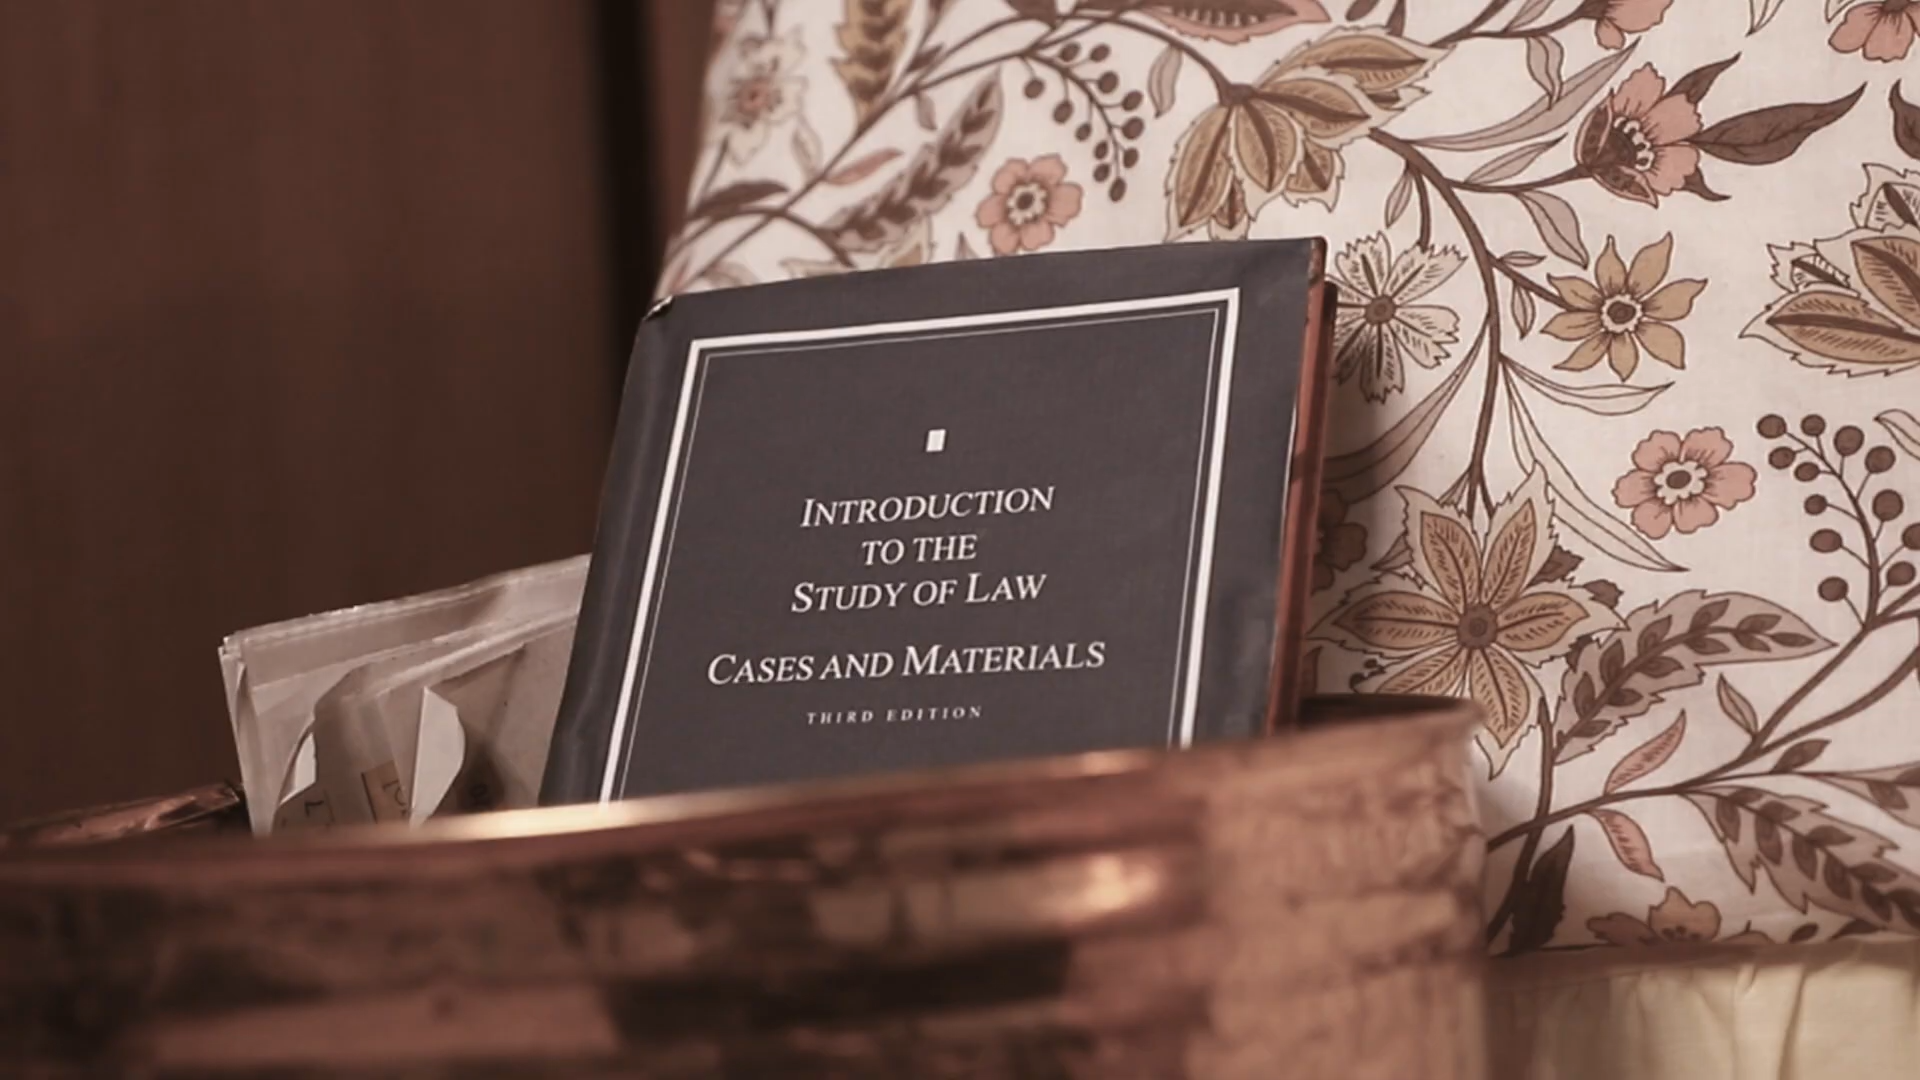 INTRODUCTION
TO THE
STUDY OF LAW
CASES AND MATERIALS
THIRD EDITION